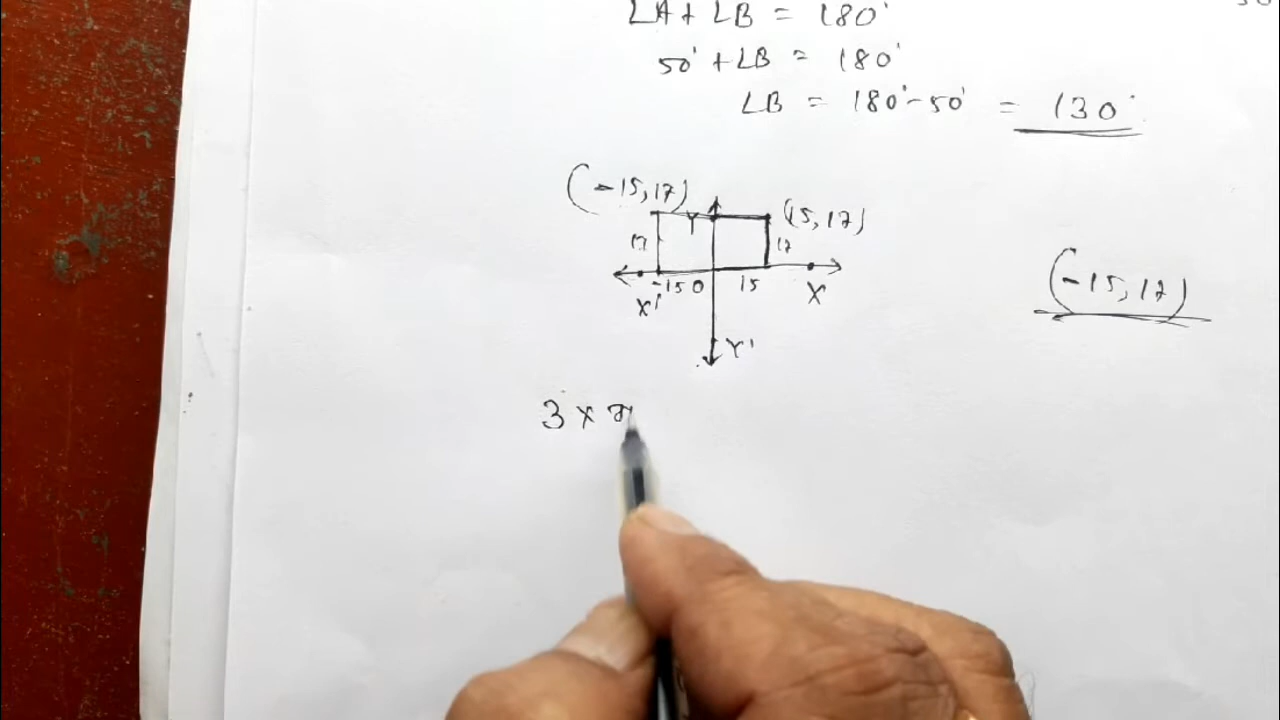 ∠A + ∠B = 180°
50° + ∠B = 180°
∠B = 180° - 50° = 130°
(-15, 17)
Y
(15, 17)
17
17
-15 0 15
X' X
(-15, 17)
Y'
3 ×